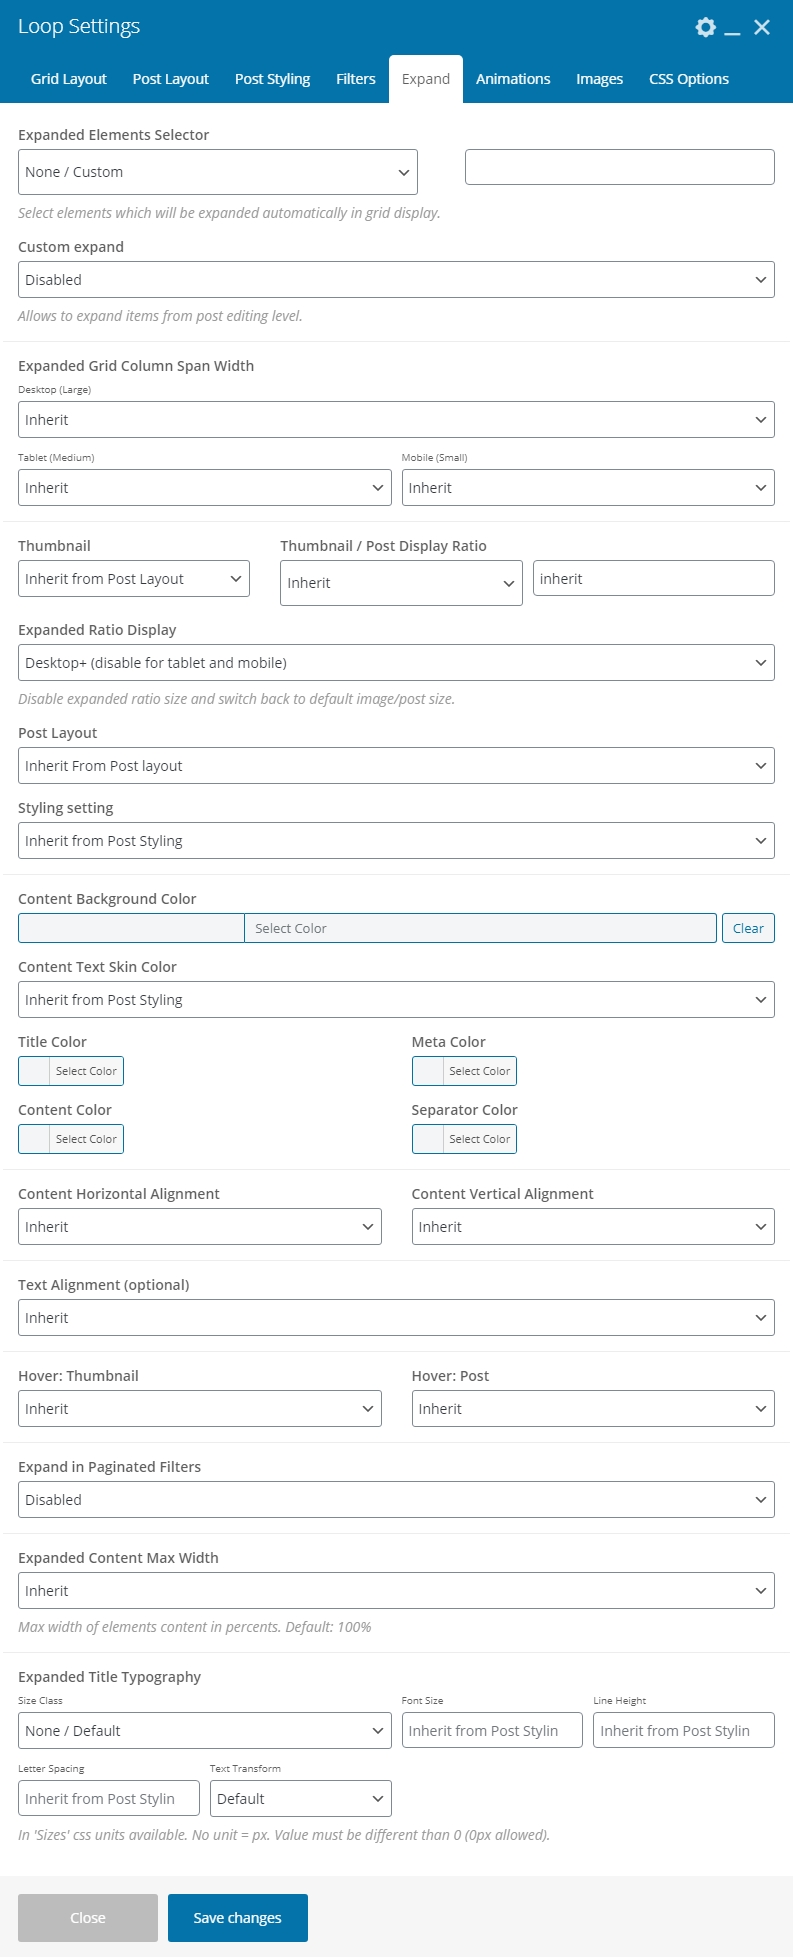 Loop Settings
Grid Layout Post Layout Post Styling Filters Expand Animations Images CSS Options
Expanded Elements Selector
None / Custom
Select elements which will be expanded automatically in grid display.
Custom expand
Disabled
Allows to expand items from post editing level.
Expanded Grid Column Span Width
Desktop (Large)
Inherit
Tablet (Medium) Mobile (Small)
Inherit Inherit
Thumbnail Thumbnail / Post Display Ratio
Inherit from Post Layout Inherit inherit
Expanded Ratio Display
Desktop+ (disable for tablet and mobile)
Disable expanded ratio size and switch back to default image/post size.
Post Layout
Inherit From Post layout
Styling setting
Inherit from Post Styling
Content Background Color
Select Color Clear
Content Text Skin Color
Inherit from Post Styling
Title Color Meta Color
Select Color Select Color
Content Color Separator Color
Select Color Select Color
Content Horizontal Alignment Content Vertical Alignment
Inherit Inherit
Text Alignment (optional)
Inherit
Hover: Thumbnail Hover: Post
Inherit Inherit
Expand in Paginated Filters
Disabled
Expanded Content Max Width
Inherit
Max width of elements content in percents. Default: 100%
Expanded Title Typography
Size Class Font Size Line Height
None / Default Inherit from Post Stylin Inherit from Post Stylin
Letter Spacing Text Transform
Inherit from Post Stylin Default
In 'Sizes' css units available. No unit = px. Value must be different than 0 (0px allowed).
Close Save changes